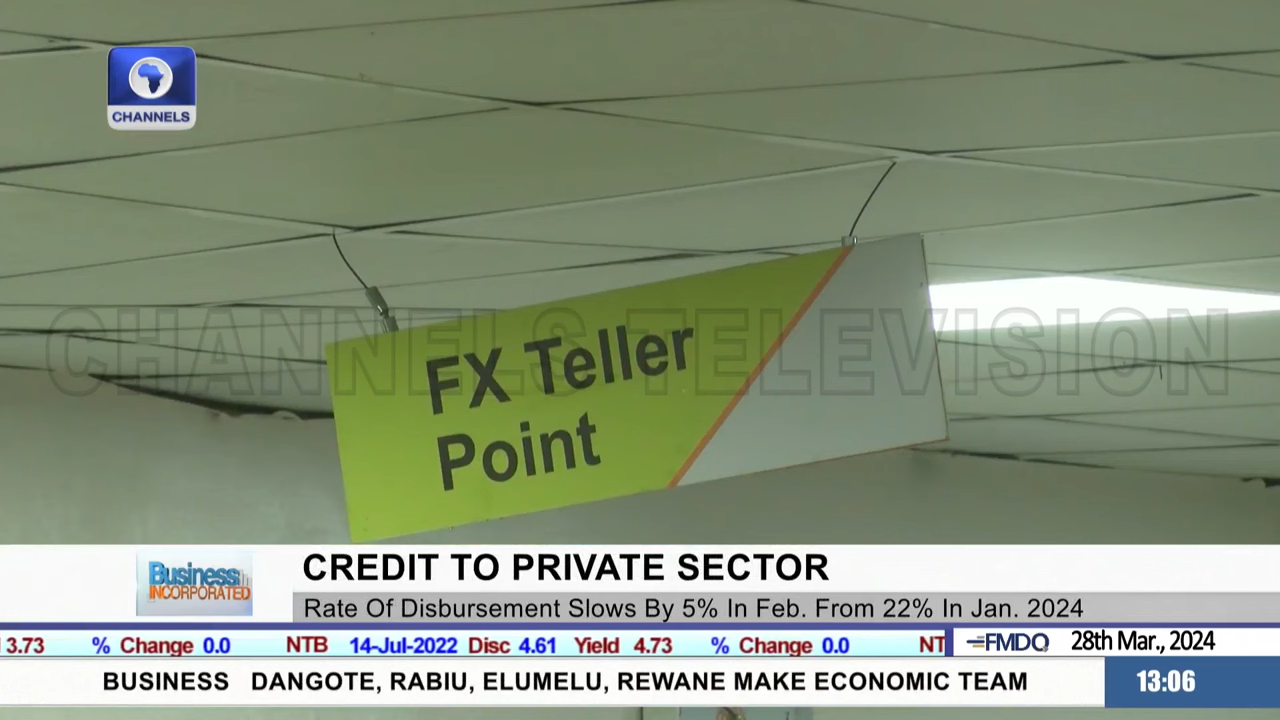 CHANNELS
CHANNELS TELEVISION
FX Teller
Point
Business
INCORPORATED
CREDIT TO PRIVATE SECTOR
Rate Of Disbursement Slows By 5% In Feb. From 22% In Jan. 2024
3.73 % Change 0.0 NTB 14-Jul-2022 Disc 4.61 Yield 4.73 % Change 0.0 NT
FMDQ 28th Mar., 2024
BUSINESS DANGOTE, RABIU, ELUMELU, REWANE MAKE ECONOMIC TEAM
13:06